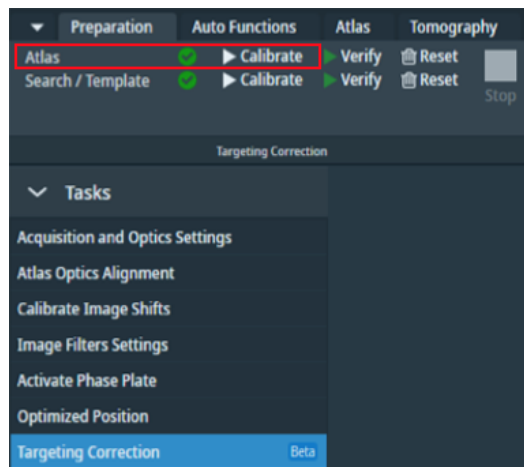 Preparation Auto Functions Atlas Tomography
Atlas Calibrate Verify Reset
Search / Template Calibrate Verify Reset
Stop
Targeting Correction
Tasks
Acquisition and Optics Settings
Atlas Optics Alignment
Calibrate Image Shifts
Image Filters Settings
Activate Phase Plate
Optimized Position
Targeting Correction Beta